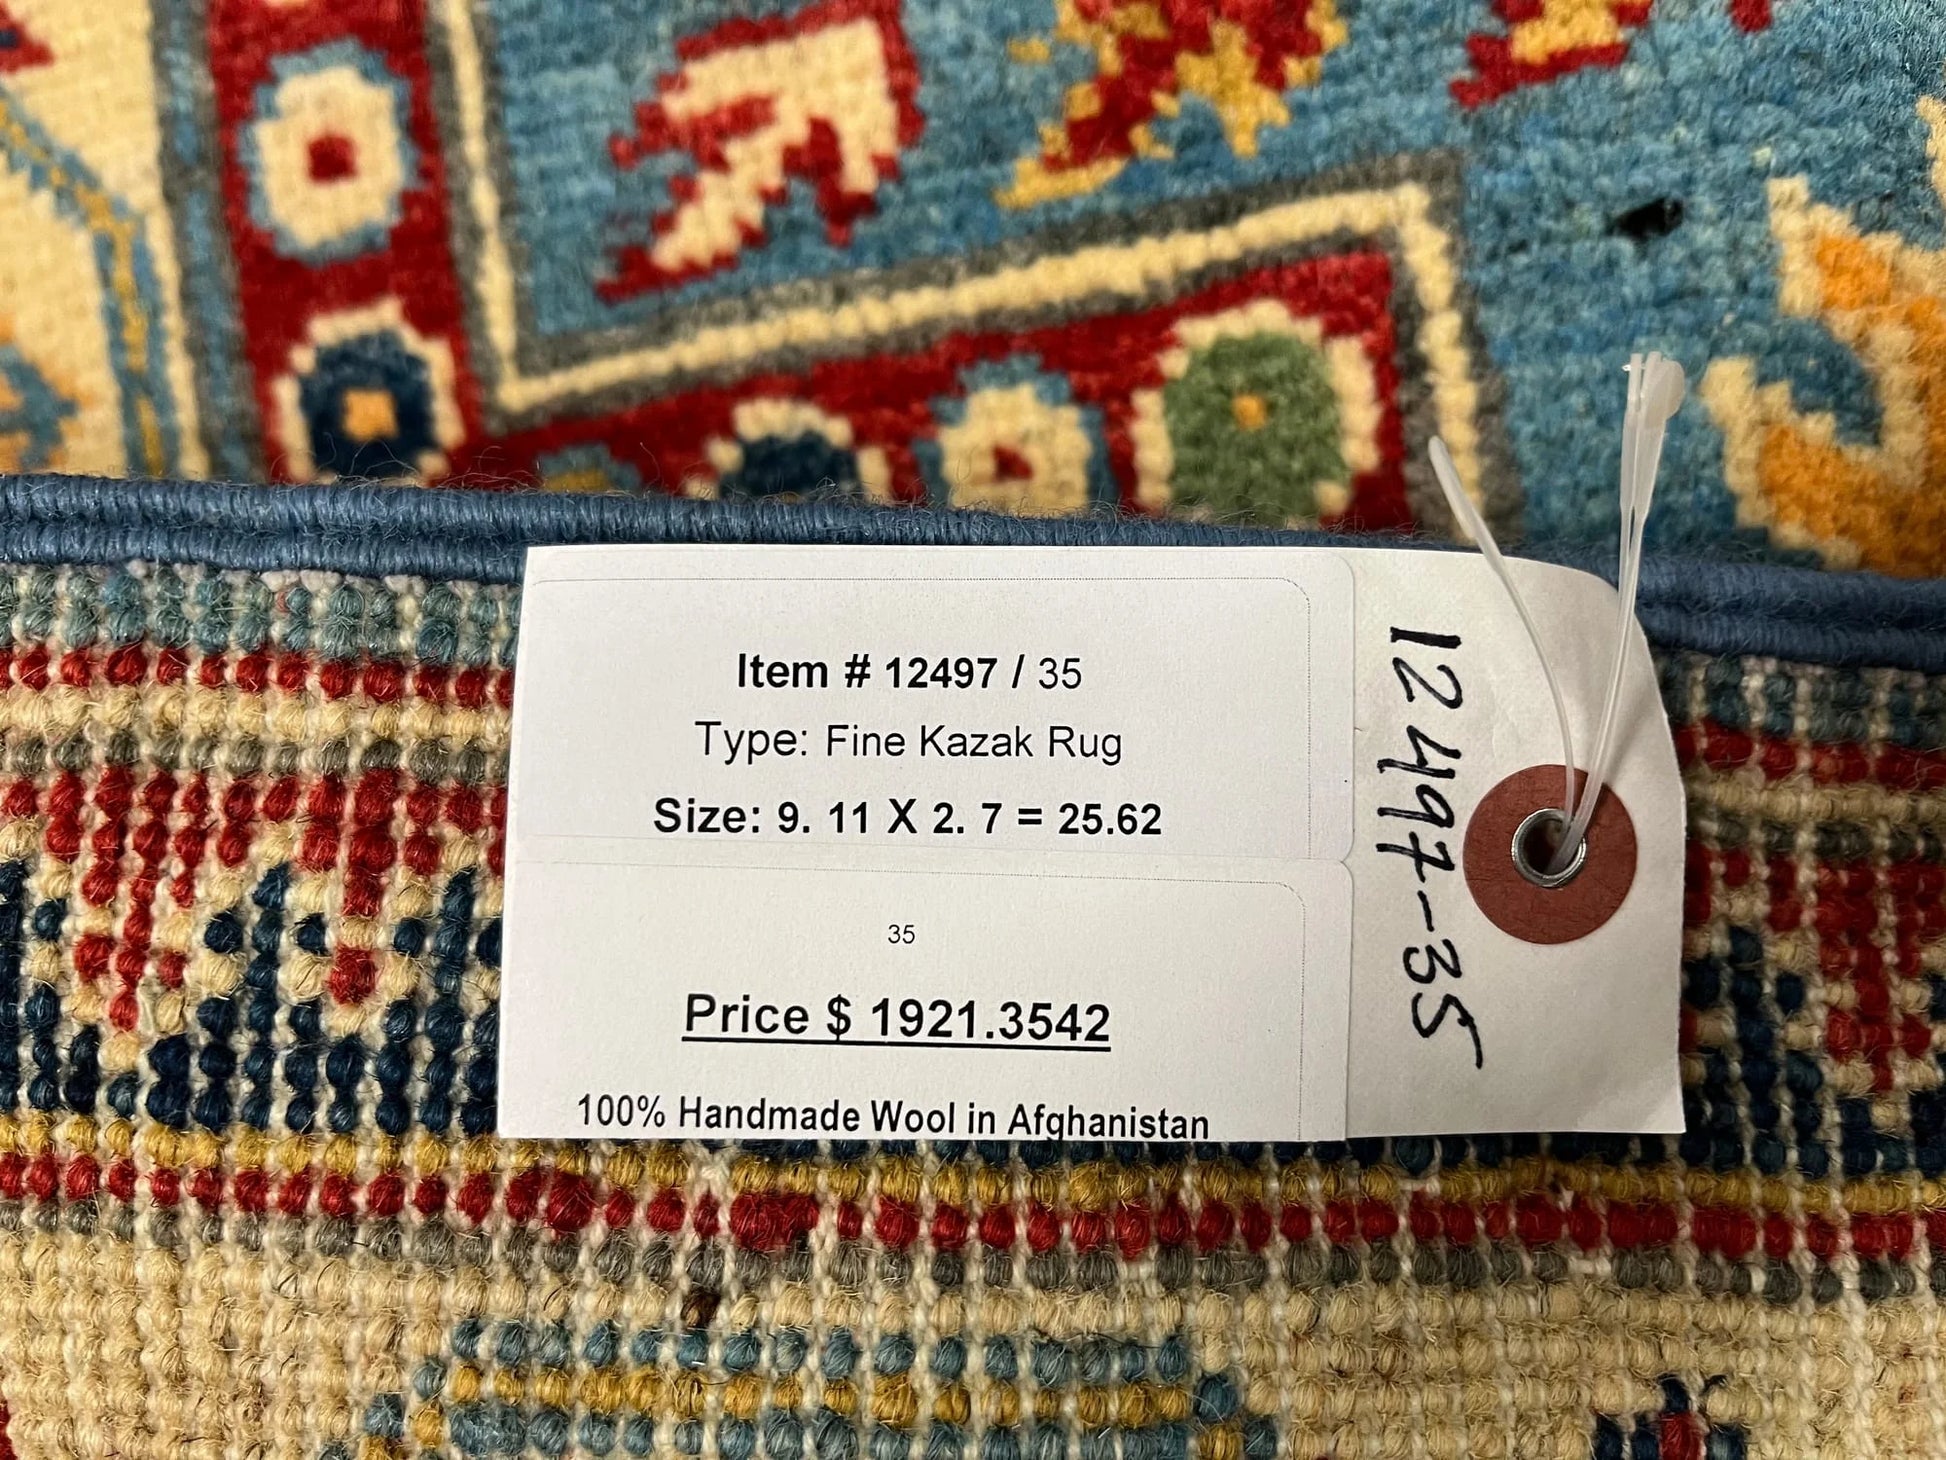 Item # 12497 / 35
Type: Fine Kazak Rug
Size: 9. 11 X 2. 7 = 25.62
35
Price $ 1921.3542
100% Handmade Wool in Afghanistan
12497-35